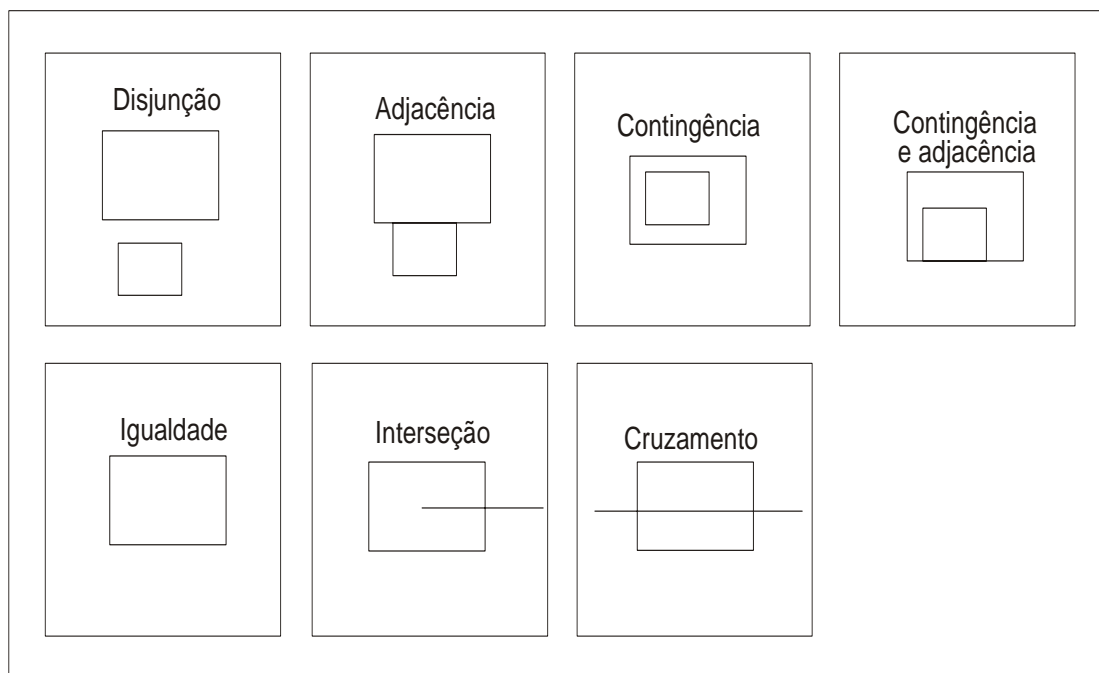 Disjunção
Adjacência
Contingência
Contingência
e adjacência
Igualdade
Interseção
Cruzamento